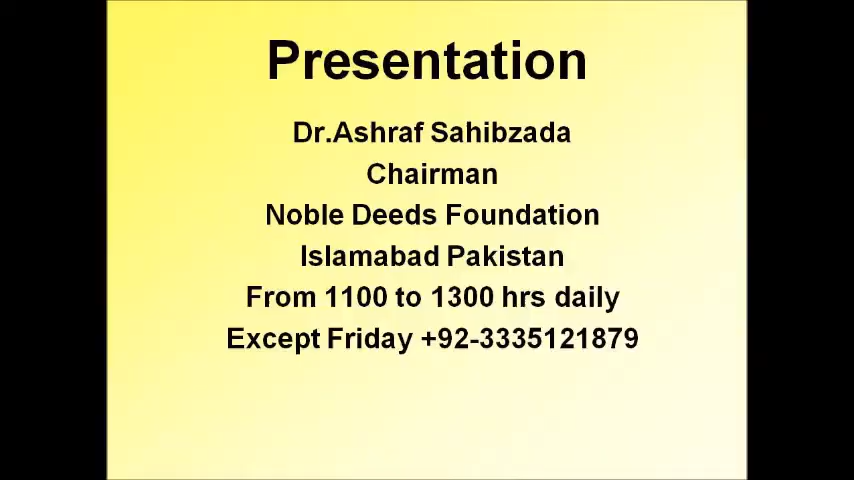 Presentation
Dr.Ashraf Sahibzada
Chairman
Noble Deeds Foundation
Islamabad Pakistan
From 1100 to 1300 hrs daily
Except Friday +92-3335121879